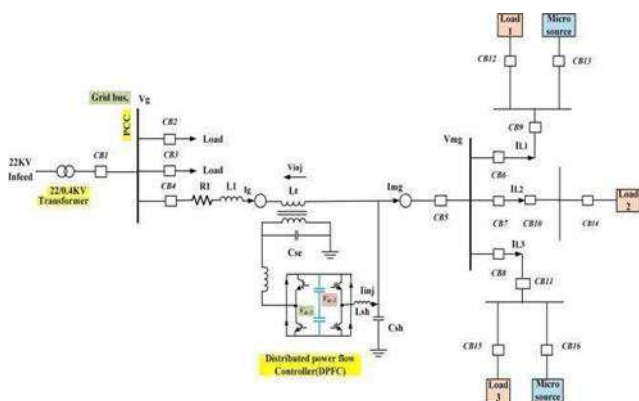 Load
1
Micro
source
CB12
CB13
Grid bus,
Vg
PCC
CB2
Load
CB9
CB1
CB3
Load
Vinj
Vmg
IL1
CB6
22KV
Infeed
CB4
R1
L1
Ig
Lt
Img
IL2
22/0.4KV
Transformer
CB5
CB7
CB10
CB14
Load
2
Csc
IL3
CB8
CB11
Iinj
Lsh
Csh
CB15
CB16
Distributed power flow
Controller(DPFC)
Load
3
Micro
source